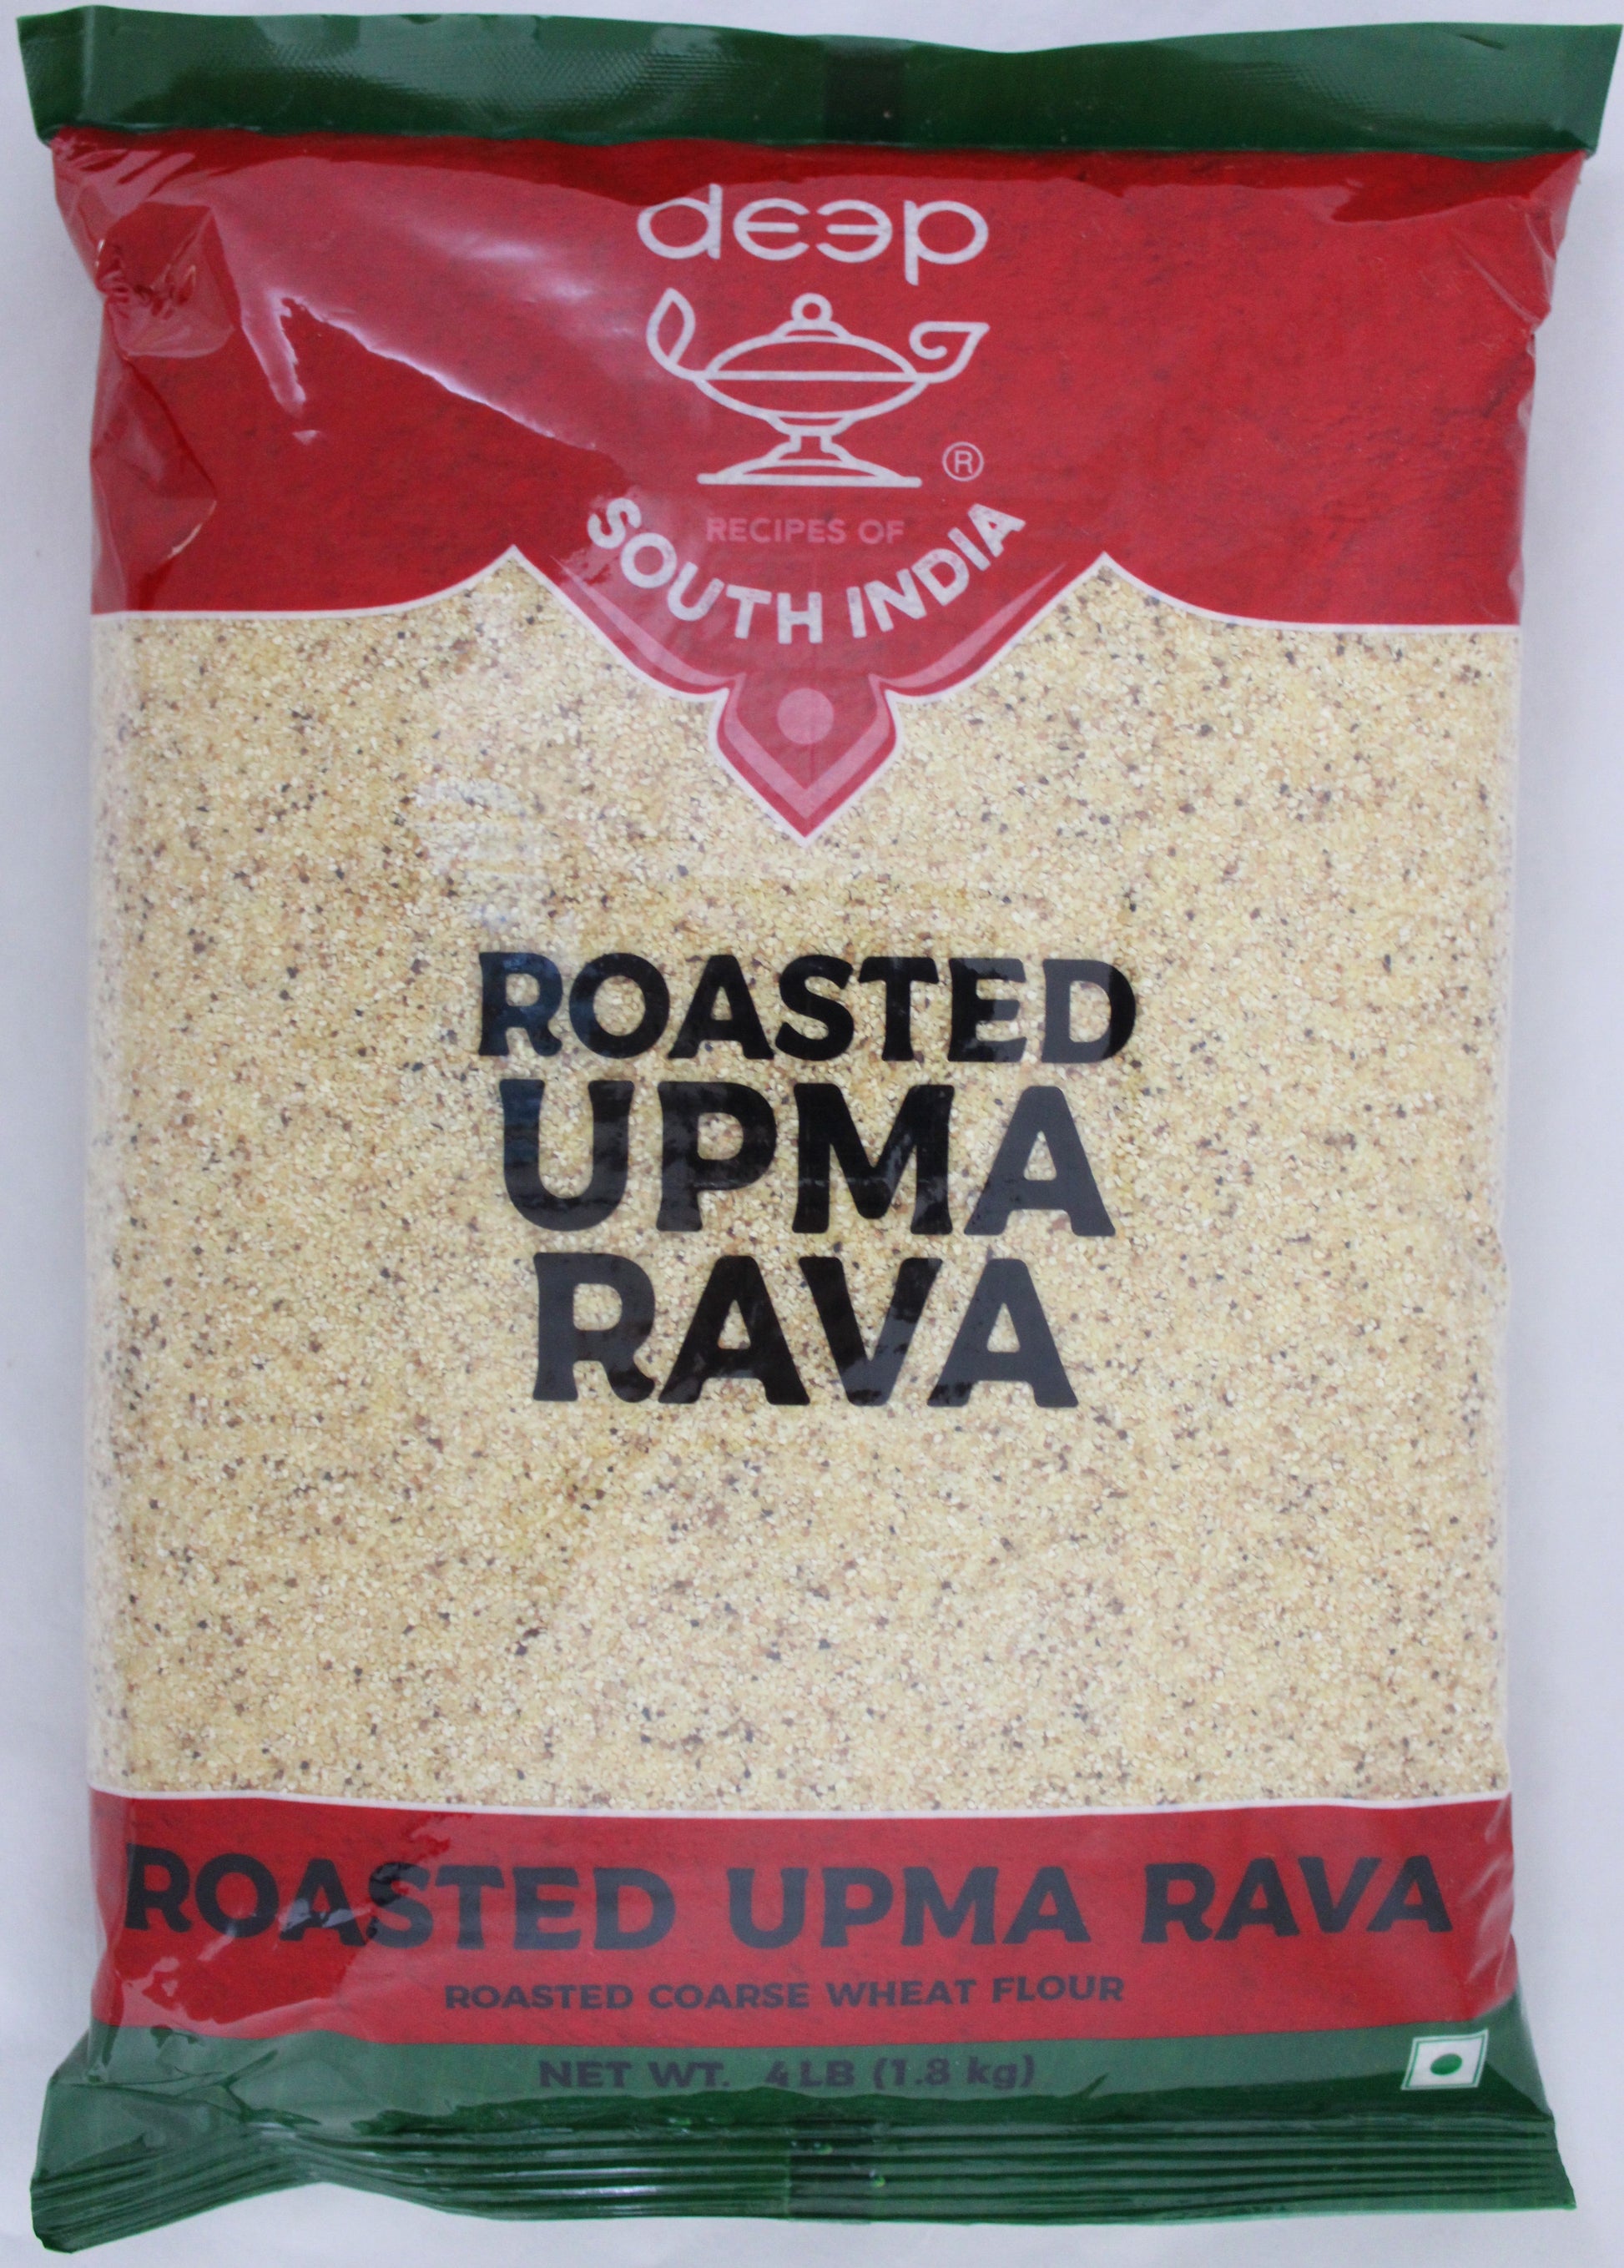 deep
®
RECIPES OF
SOUTH INDIA
ROASTED
UPMA
RAVA
ROASTED UPMA RAVA
ROASTED COARSE WHEAT FLOUR
NET WT. 4LB (1.8 kg)